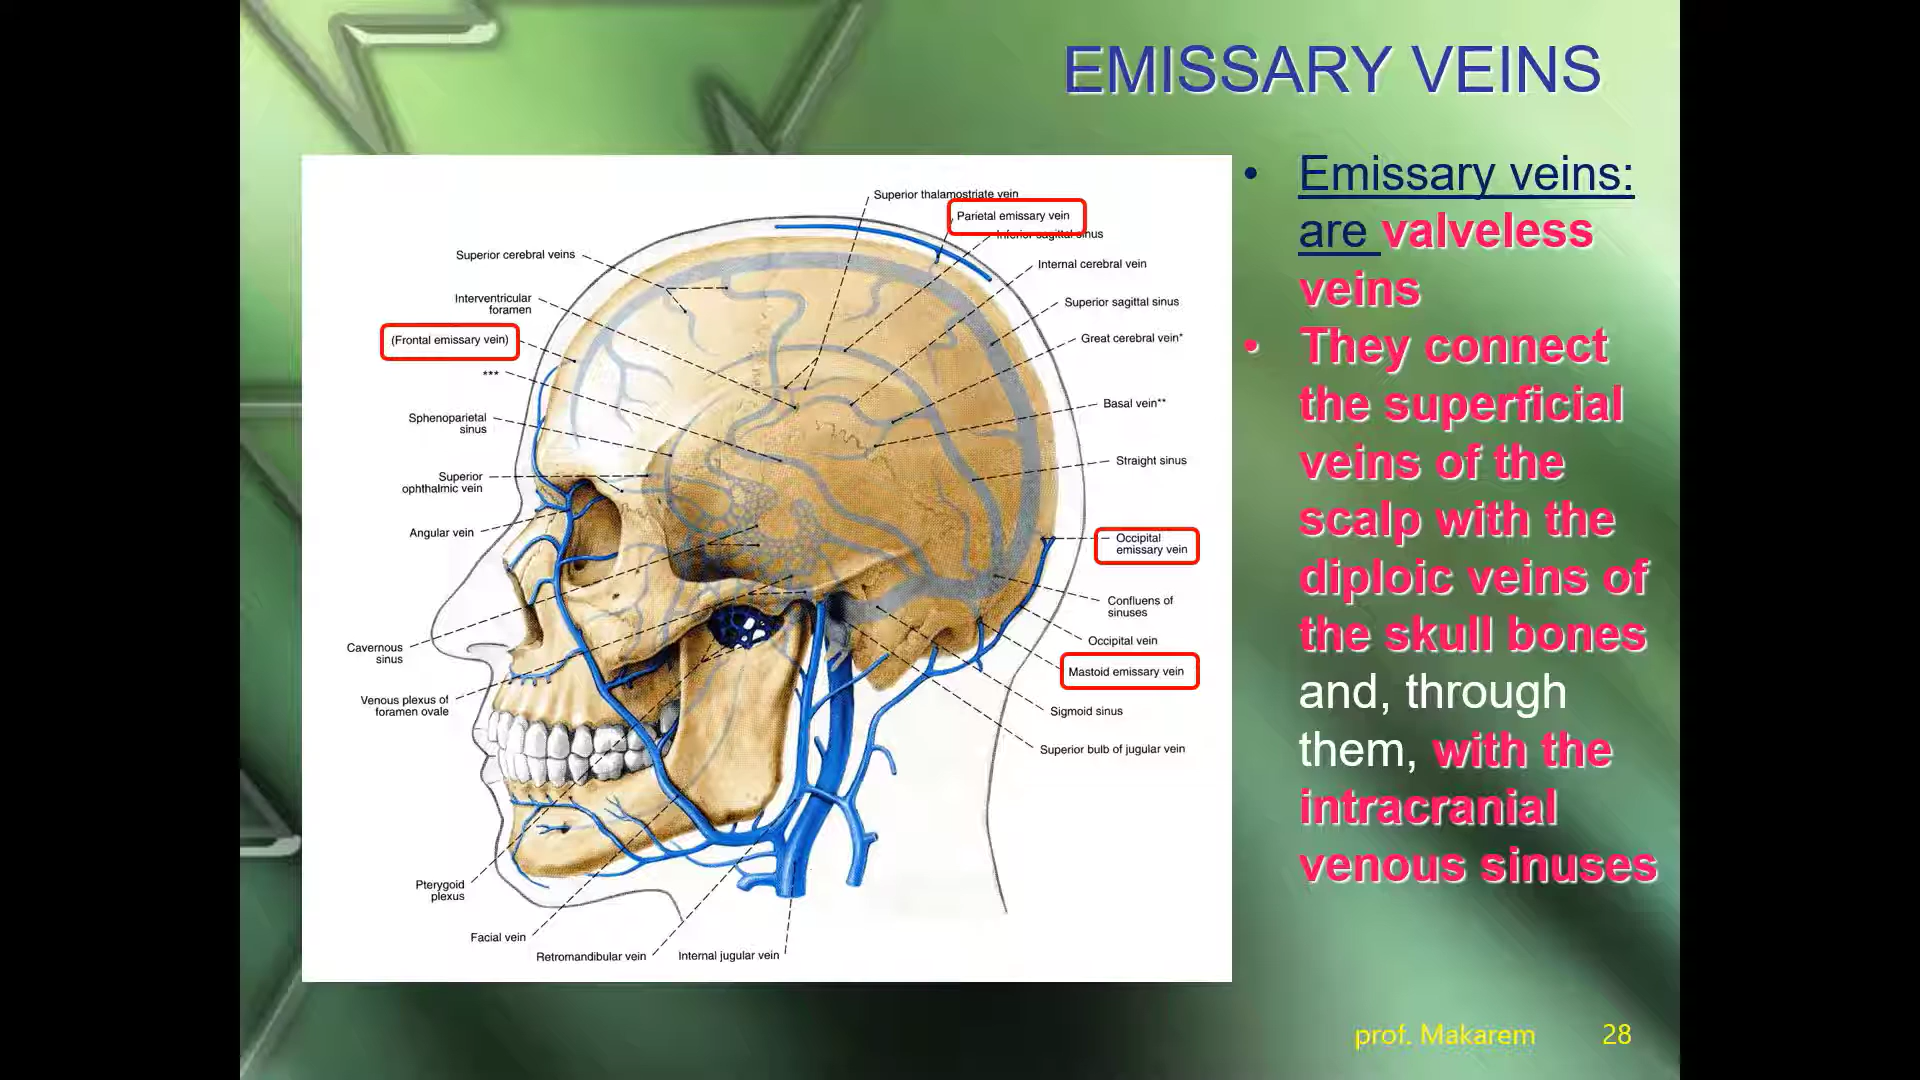 EMISSARY VEINS
Superior thalamostriate vein
Parietal emissary vein
Inferior sagittal sinus
Superior cerebral veins
Internal cerebral vein
Interventricular
foramen
Superior sagittal sinus
(Frontal emissary vein)
Great cerebral vein*
***
Basal vein**
Sphenoparietal
sinus
Straight sinus
Superior
ophthalmic vein
Angular vein
Occipital
emissary vein
Confluens of
sinuses
Cavernous
sinus
Occipital vein
Mastoid emissary vein
Venous plexus of
foramen ovale
Sigmoid sinus
Superior bulb of jugular vein
Pterygoid
plexus
Facial vein
Retromandibular vein
Internal jugular vein
• Emissary veins:
are valveless
veins
• They connect
the superficial
veins of the
scalp with the
diploic veins of
the skull bones
and, through
them, with the
intracranial
venous sinuses
prof. Makarem
28